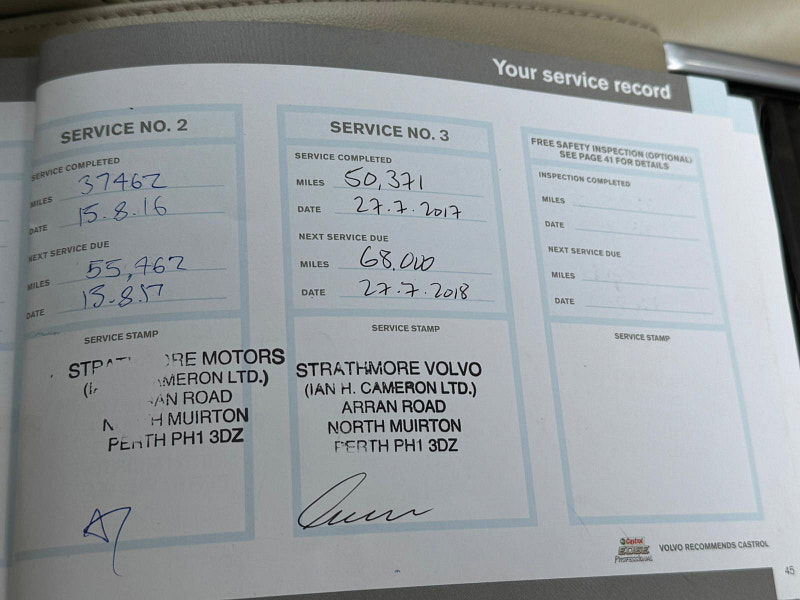 Your service record
SERVICE NO. 2
SERVICE COMPLETED
MILES 37462
DATE 15.8.16
NEXT SERVICE DUE
MILES 55,462
DATE 15.8.17
SERVICE STAMP
MOTORS
CAMERON LTD.)
ROAD
MUIRTON
PERTH PH1 3DZ
SERVICE NO. 3
SERVICE COMPLETED
MILES 50,371
DATE 27.7.2017
NEXT SERVICE DUE
MILES 68,000
DATE 27.7.2018
SERVICE STAMP
STRATHMORE VOLVO
(IAN H. CAMERON LTD.)
ARRAN ROAD
NORTH MUIRTON
PERTH PH1 3DZ
FREE SAFETY INSPECTION (OPTIONAL)
SEE PAGE 41 FOR DETAILS
INSPECTION COMPLETED
MILES
DATE
NEXT SERVICE DUE
MILES
DATE
SERVICE STAMP
Castrol
EDGE
PROFESSIONAL
VOLVO RECOMMENDS CASTROL
45